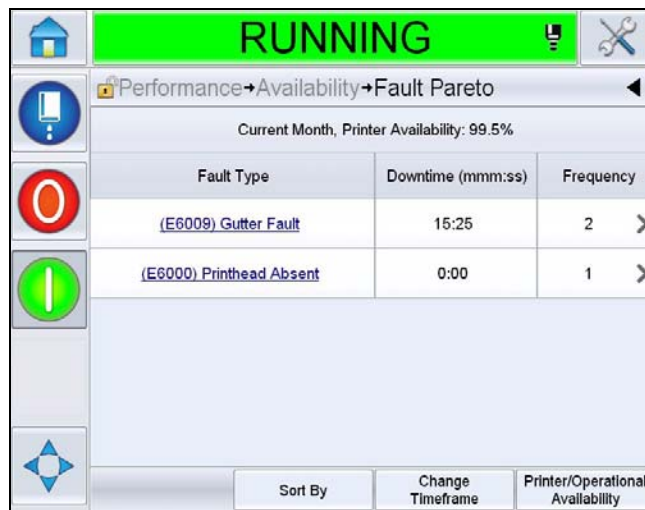 RUNNING
Performance→Availability→Fault Pareto
Current Month, Printer Availability: 99.5%
Fault Type Downtime (mmm:ss) Frequency
(E6009) Gutter Fault 15:25 2
(E6000) Printhead Absent 0:00 1
Sort By
Change
Timeframe
Printer/Operational
Availability